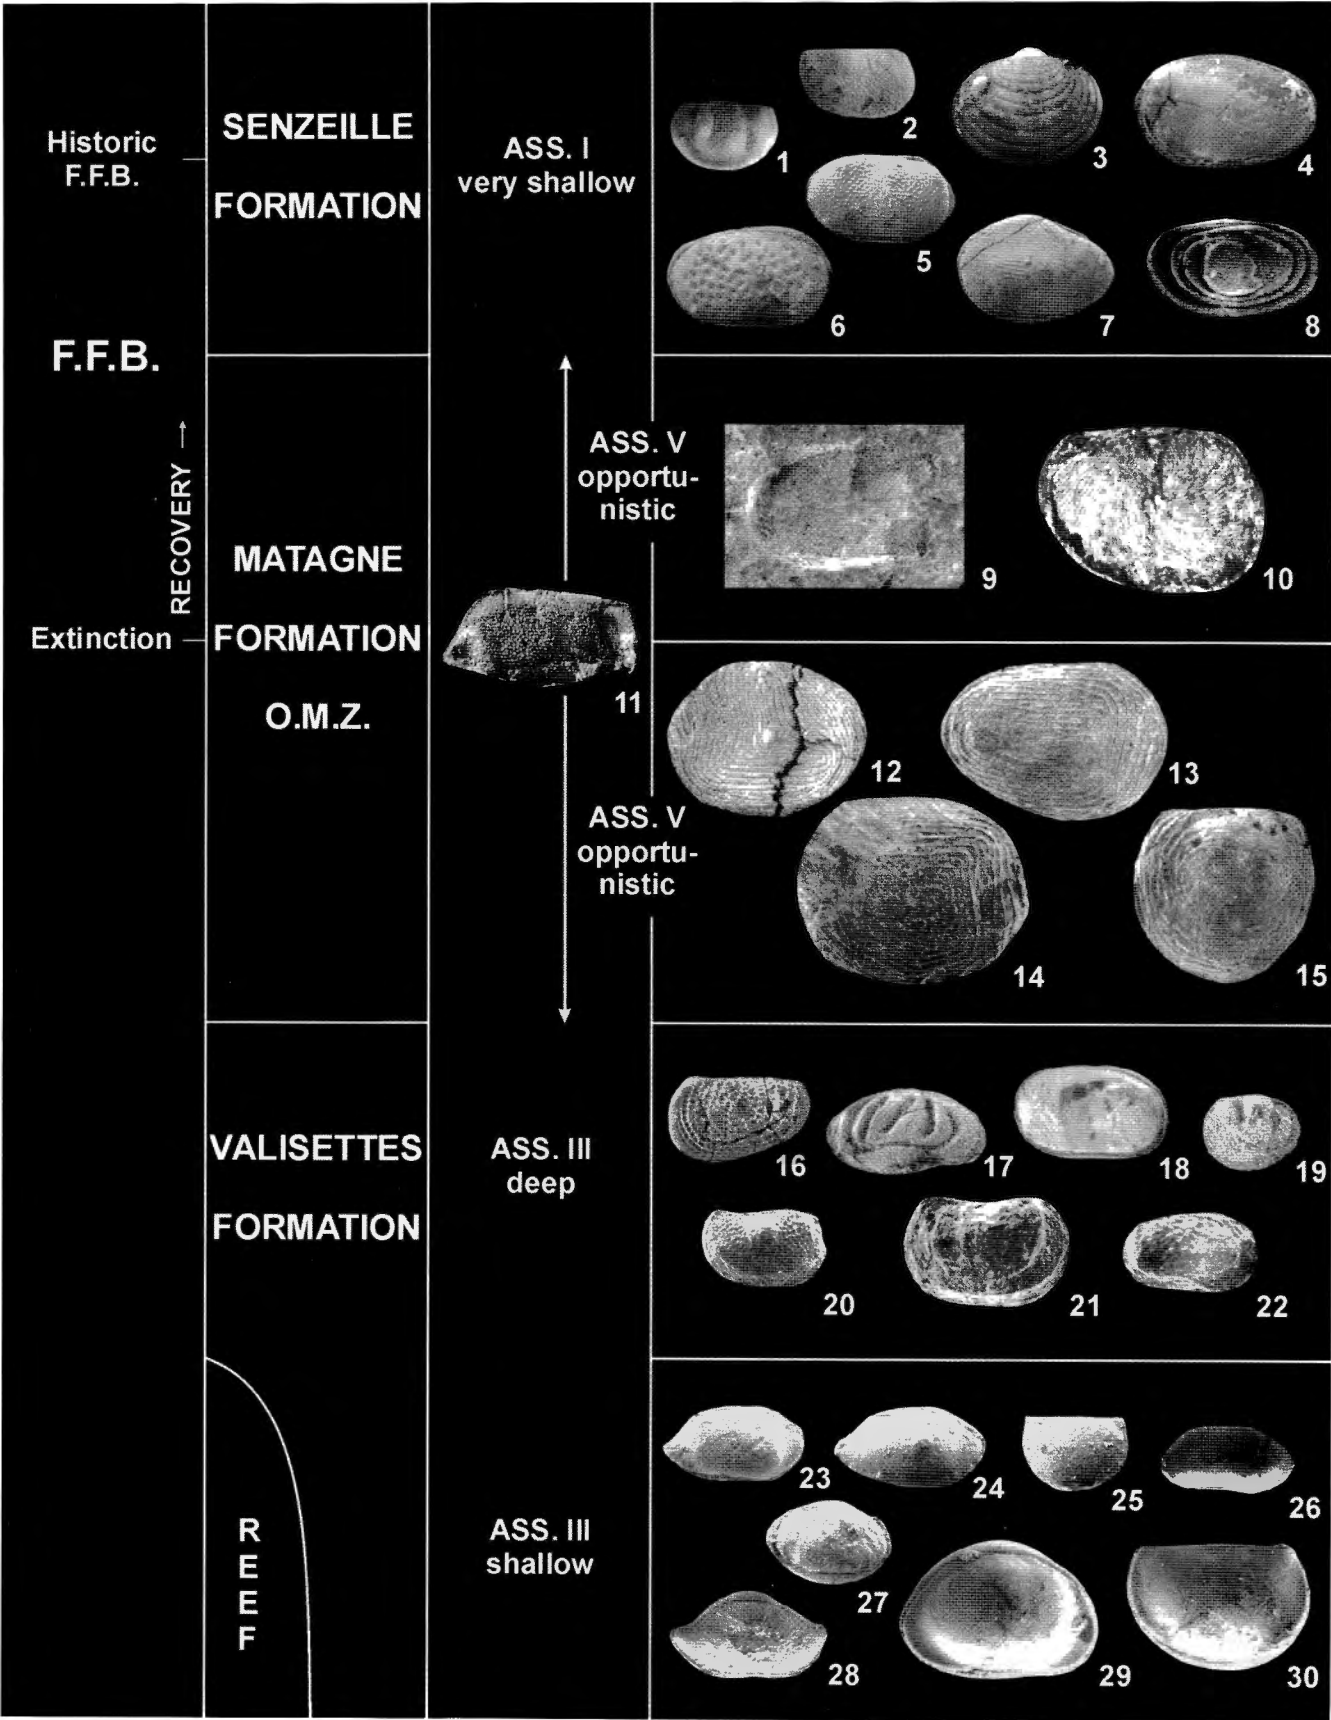 Historic
F.F.B.
F.F.B.
RECOVERY →
Extinction
SENZEILLE
FORMATION
MATAGNE
FORMATION
O.M.Z.
VALISETTES
FORMATION
R
E
E
F
ASS. I
very shallow
ASS. V
opportu-
nistic
11
ASS. V
opportu-
nistic
ASS. III
deep
ASS. III
shallow
1
2
3
4
5
6
7
8
9
10
12
13
14
15
16
17
18
19
20
21
22
23
24
25
26
27
28
29
30